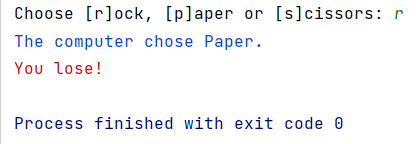 Choose [r]ock, [p]aper or [s]cissors: r
The computer chose Paper.
You lose!
Process finished with exit code 0